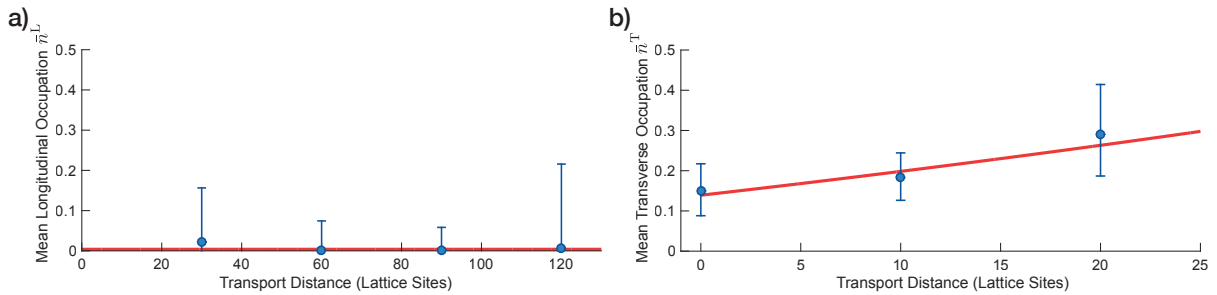 a)
Mean Longitudinal Occupation n̄ᴸ
0.5
0.4
0.3
0.2
0.1
0
0 20 40 60 80 100 120
Transport Distance (Lattice Sites)
b)
Mean Transverse Occupation n̄ᵀ
0.5
0.4
0.3
0.2
0.1
0
0 5 10 15 20 25
Transport Distance (Lattice Sites)